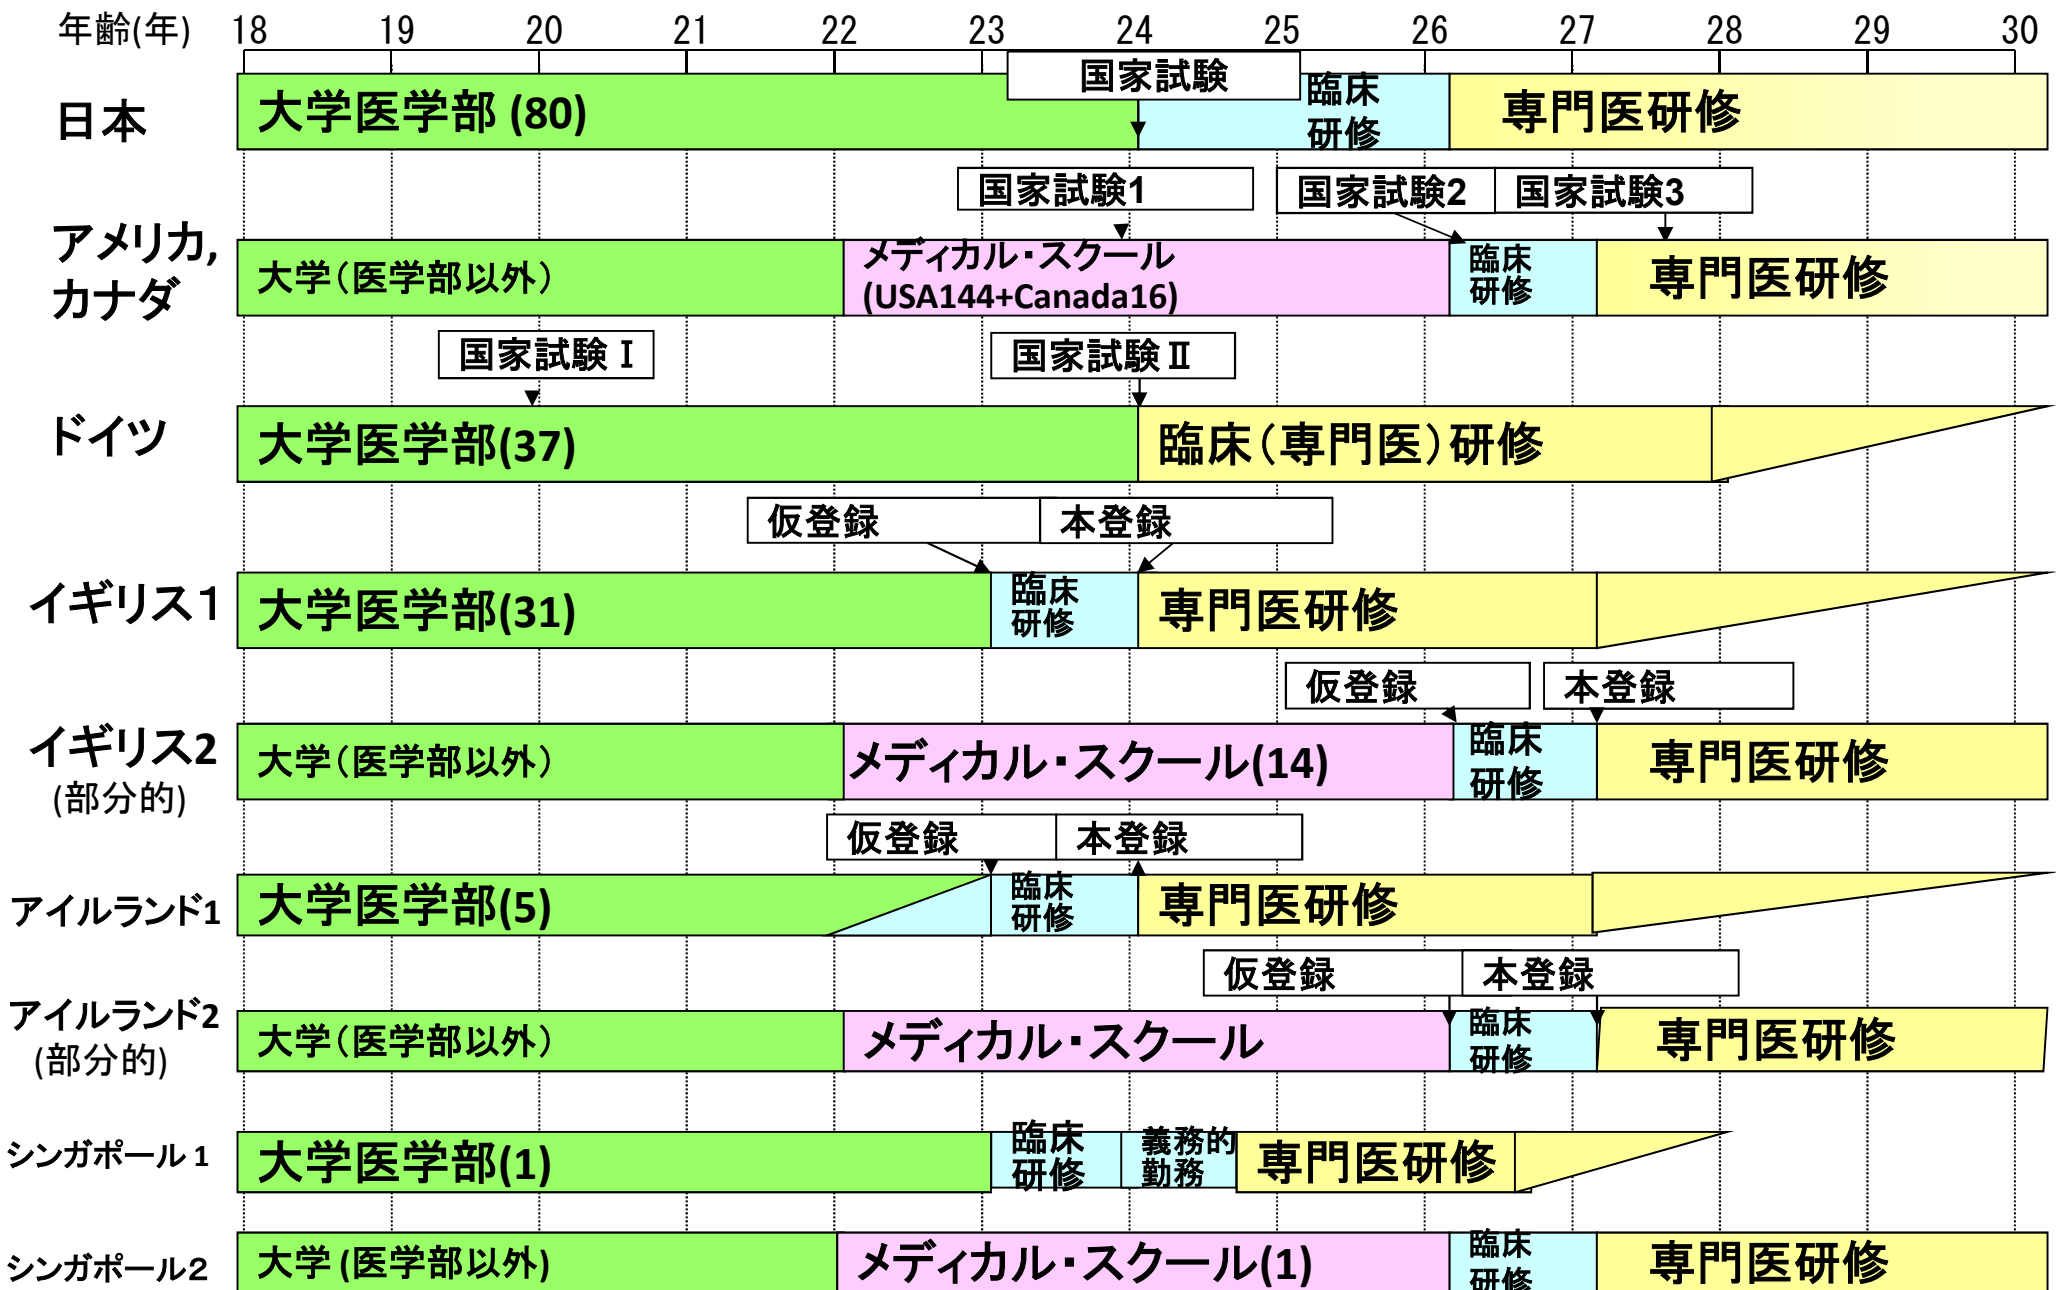 年齢(年) 18 19 20 21 22 23 24 25 26 27 28 29 30
国家試験
日本 大学医学部 (80) 臨床 専門医研修
研修
国家試験1 国家試験2 国家試験3
アメリカ, 大学(医学部以外) メディカル・スクール 臨床 専門医研修
カナダ (USA144+Canada16) 研修
国家試験Ⅰ 国家試験Ⅱ
ドイツ 大学医学部(37) 臨床(専門医)研修
仮登録 本登録
イギリス1 大学医学部(31) 臨床 専門医研修
研修
仮登録 本登録
イギリス2 大学(医学部以外) メディカル・スクール(14) 臨床 専門医研修
(部分的) 研修
仮登録 本登録
アイルランド1 大学医学部(5) 臨床 専門医研修
研修
仮登録 本登録
アイルランド2 大学(医学部以外) メディカル・スクール 臨床 専門医研修
(部分的) 研修
シンガポール1 大学医学部(1) 臨床 義務的 専門医研修
研修 勤務
シンガポール2 大学(医学部以外) メディカル・スクール(1) 臨床 専門医研修
研修